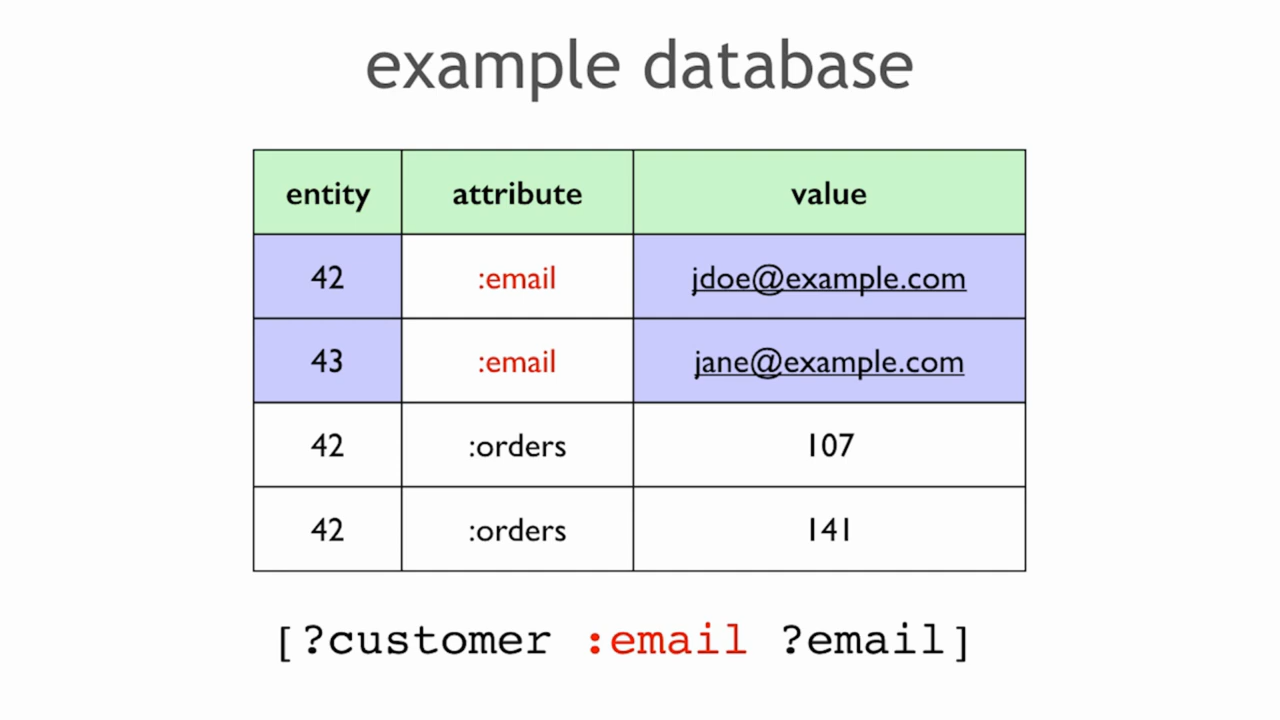 example database
entity attribute value
42 :email jdoe@example.com
43 :email jane@example.com
42 :orders 107
42 :orders 141
[?customer :email ?email]